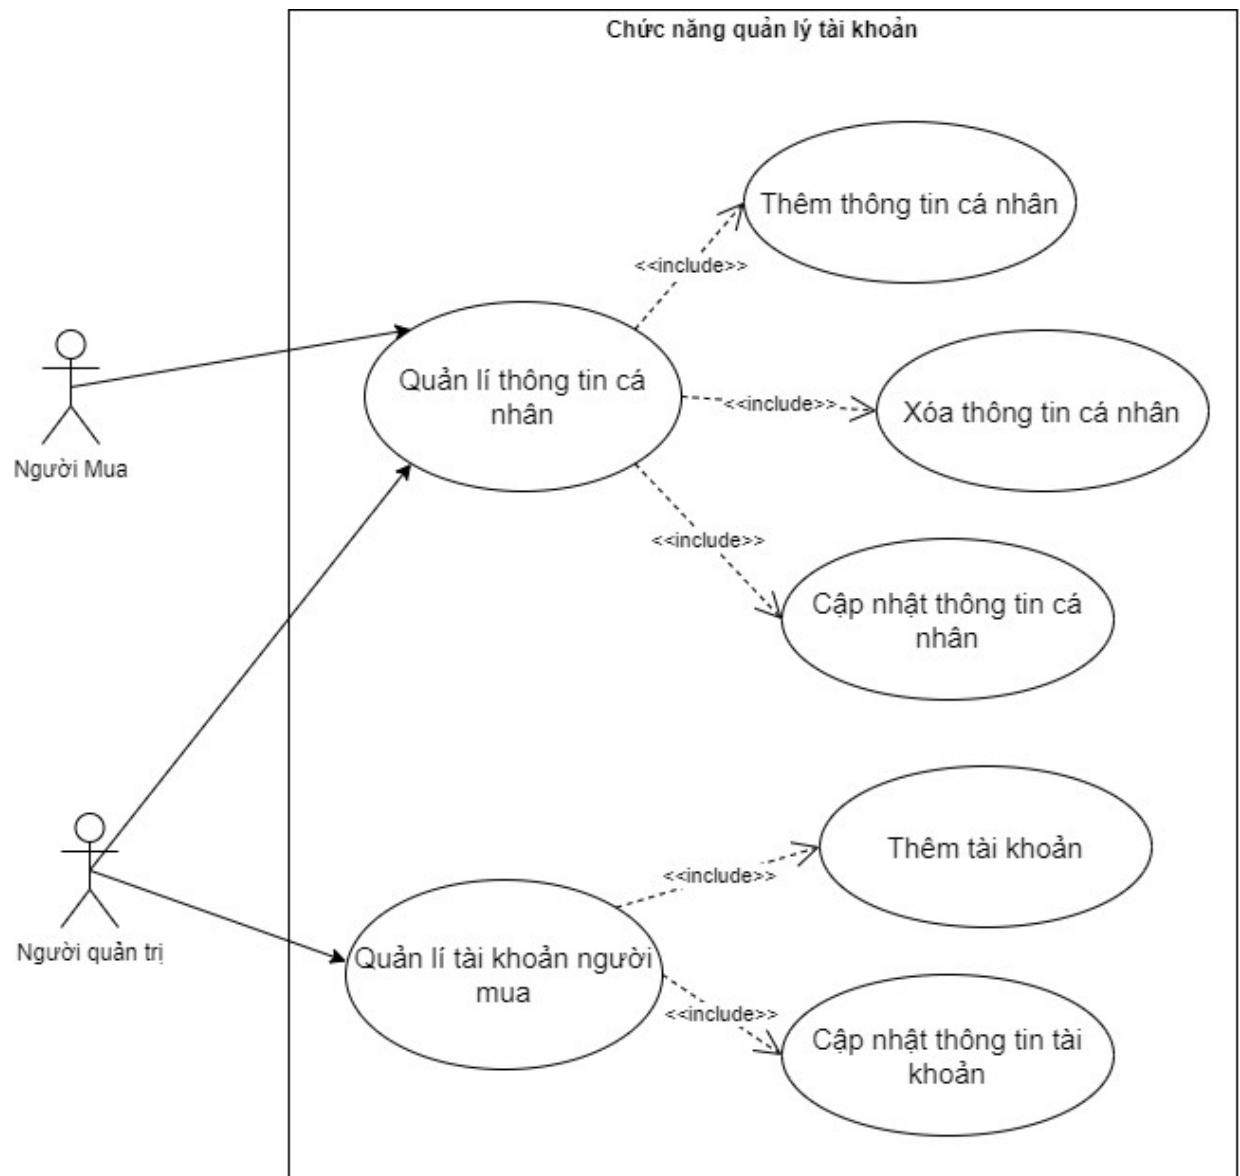 Chức năng quản lý tài khoản
Thêm thông tin cá nhân
<<include>>
Quản lí thông tin cá
nhân
<<include>>
Xóa thông tin cá nhân
Người Mua
<<include>>
Cập nhật thông tin cá
nhân
Thêm tài khoản
<<include>>
Người quản trị
Quản lí tài khoản người
mua
<<include>>
Cập nhật thông tin tài
khoản